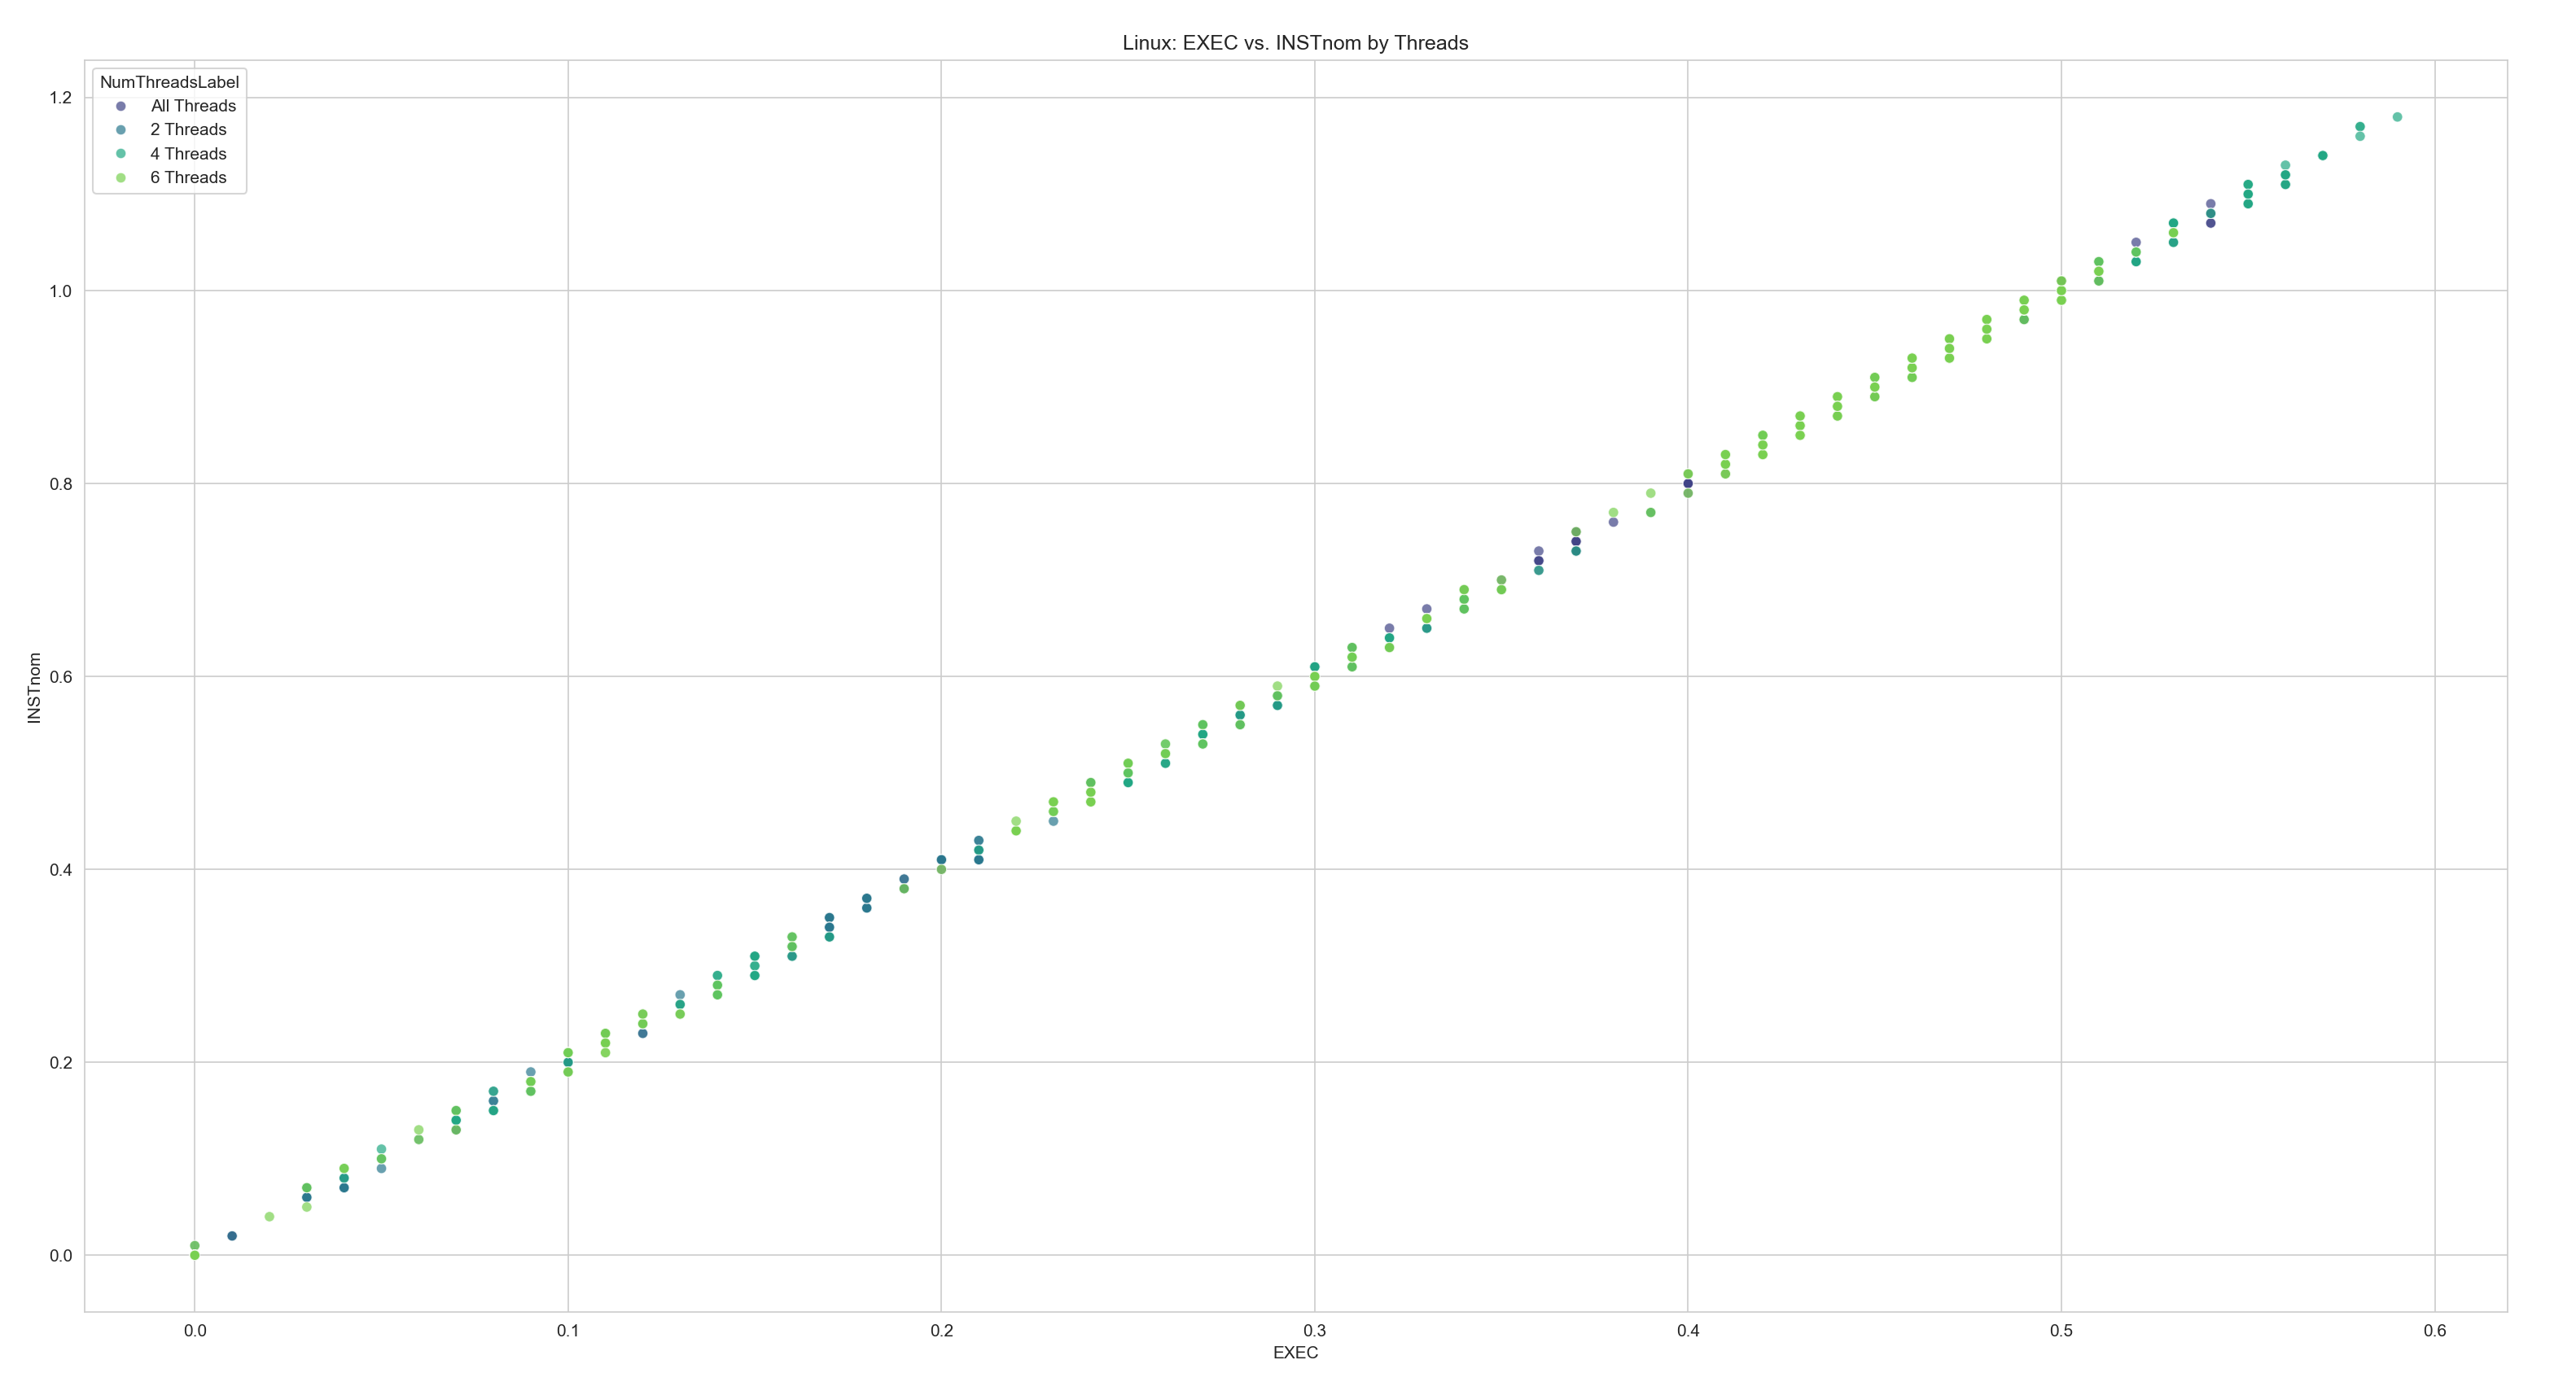 Linux: EXEC vs. INSTnom by Threads
NumThreadsLabel
All Threads
2 Threads
4 Threads
6 Threads
1.2
1.0
0.8
0.6
0.4
0.2
0.0
INSTnom
0.0 0.1 0.2 0.3 0.4 0.5 0.6
EXEC